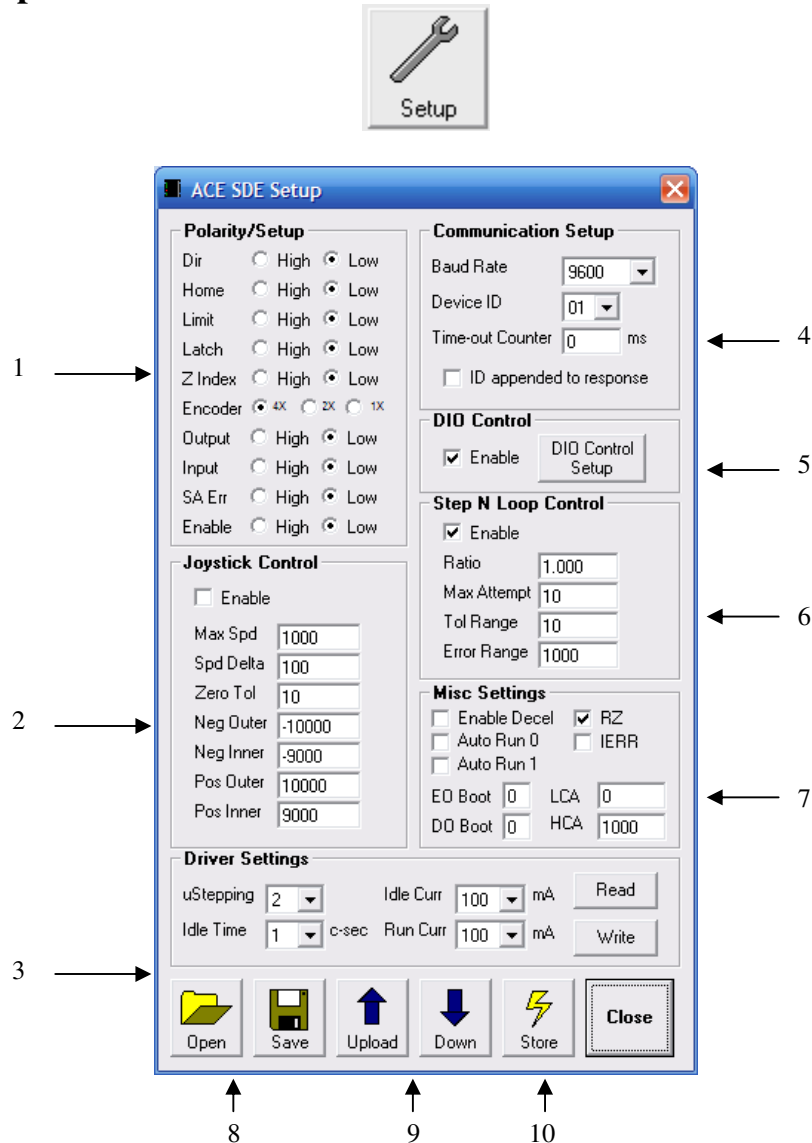 Setup
ACE SDE Setup
Polarity/Setup
Dir High Low
Home High Low
Limit High Low
Latch High Low
Z Index High Low
Encoder 4X 2X 1X
Output High Low
Input High Low
SA Err High Low
Enable High Low
1
Joystick Control
Enable
Max Spd 1000
Spd Delta 100
Zero Tol 10
Neg Outer -10000
Neg Inner -9000
Pos Outer 10000
Pos Inner 9000
2
Communication Setup
Baud Rate 9600
Device ID 01
Time-out Counter 0 ms
ID appended to response
4
DIO Control
Enable DIO Control Setup
5
Step N Loop Control
Enable
Ratio 1.000
Max Attempt 10
Tol Range 10
Error Range 1000
6
Misc Settings
Enable Decel RZ
Auto Run 0 IERR
Auto Run 1
EO Boot 0 LCA 0
DO Boot 0 HCA 1000
7
Driver Settings
uStepping 2 Idle Curr 100 mA Read
Idle Time 1 c-sec Run Curr 100 mA Write
3
Open Save Upload Down Store Close
8 9 10